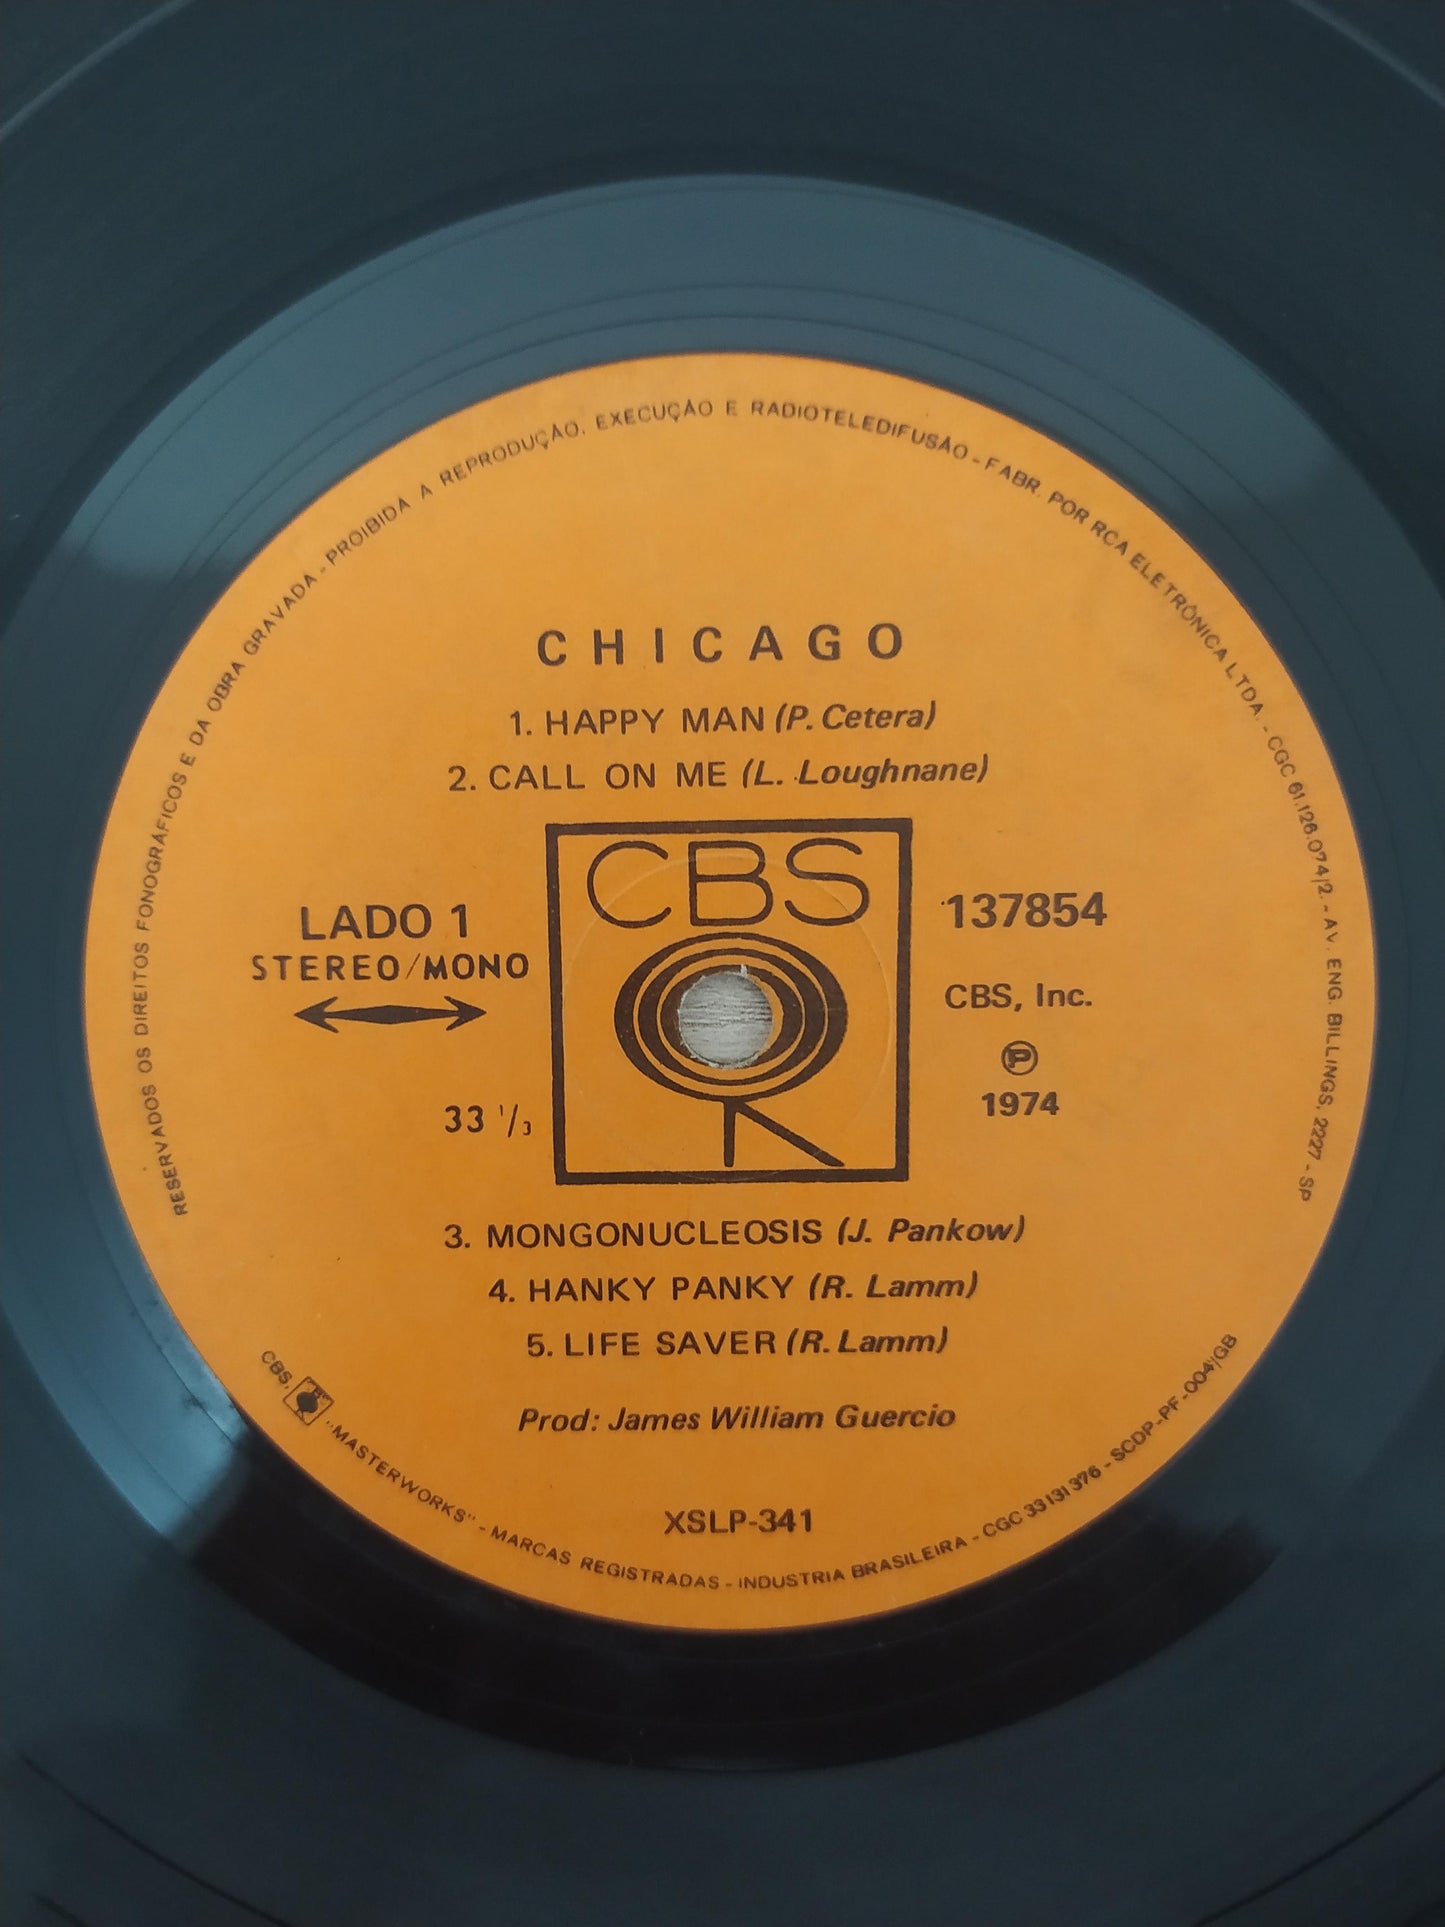 RESERVADOS OS DIREITOS FONOGRÁFICOS E DA OBRA GRAVADA - PROIBIDA A REPRODUÇÃO, EXECUÇÃO E RADIOTELEDIFUSÃO - FABR. POR RCA ELETRÔNICA LTDA. - CGC 61.126.074/2. - AV. ENG. BILLINGS, 2227 - SP
CHICAGO
1. HAPPY MAN (P. Cetera)
2. CALL ON ME (L. Loughnane)
CBS
LADO 1
STEREO/MONO
33 1/3
137854
CBS, Inc.
Ⓟ
1974
3. MONGONUCLEOSIS (J. Pankow)
4. HANKY PANKY (R. Lamm)
5. LIFE SAVER (R. Lamm)
Prod: James William Guercio
XSLP-341
CBS, "MASTERWORKS" - MARCAS REGISTRADAS - INDUSTRIA BRASILEIRA - CGC 33 131 376 - SCDP-PF-004/GB